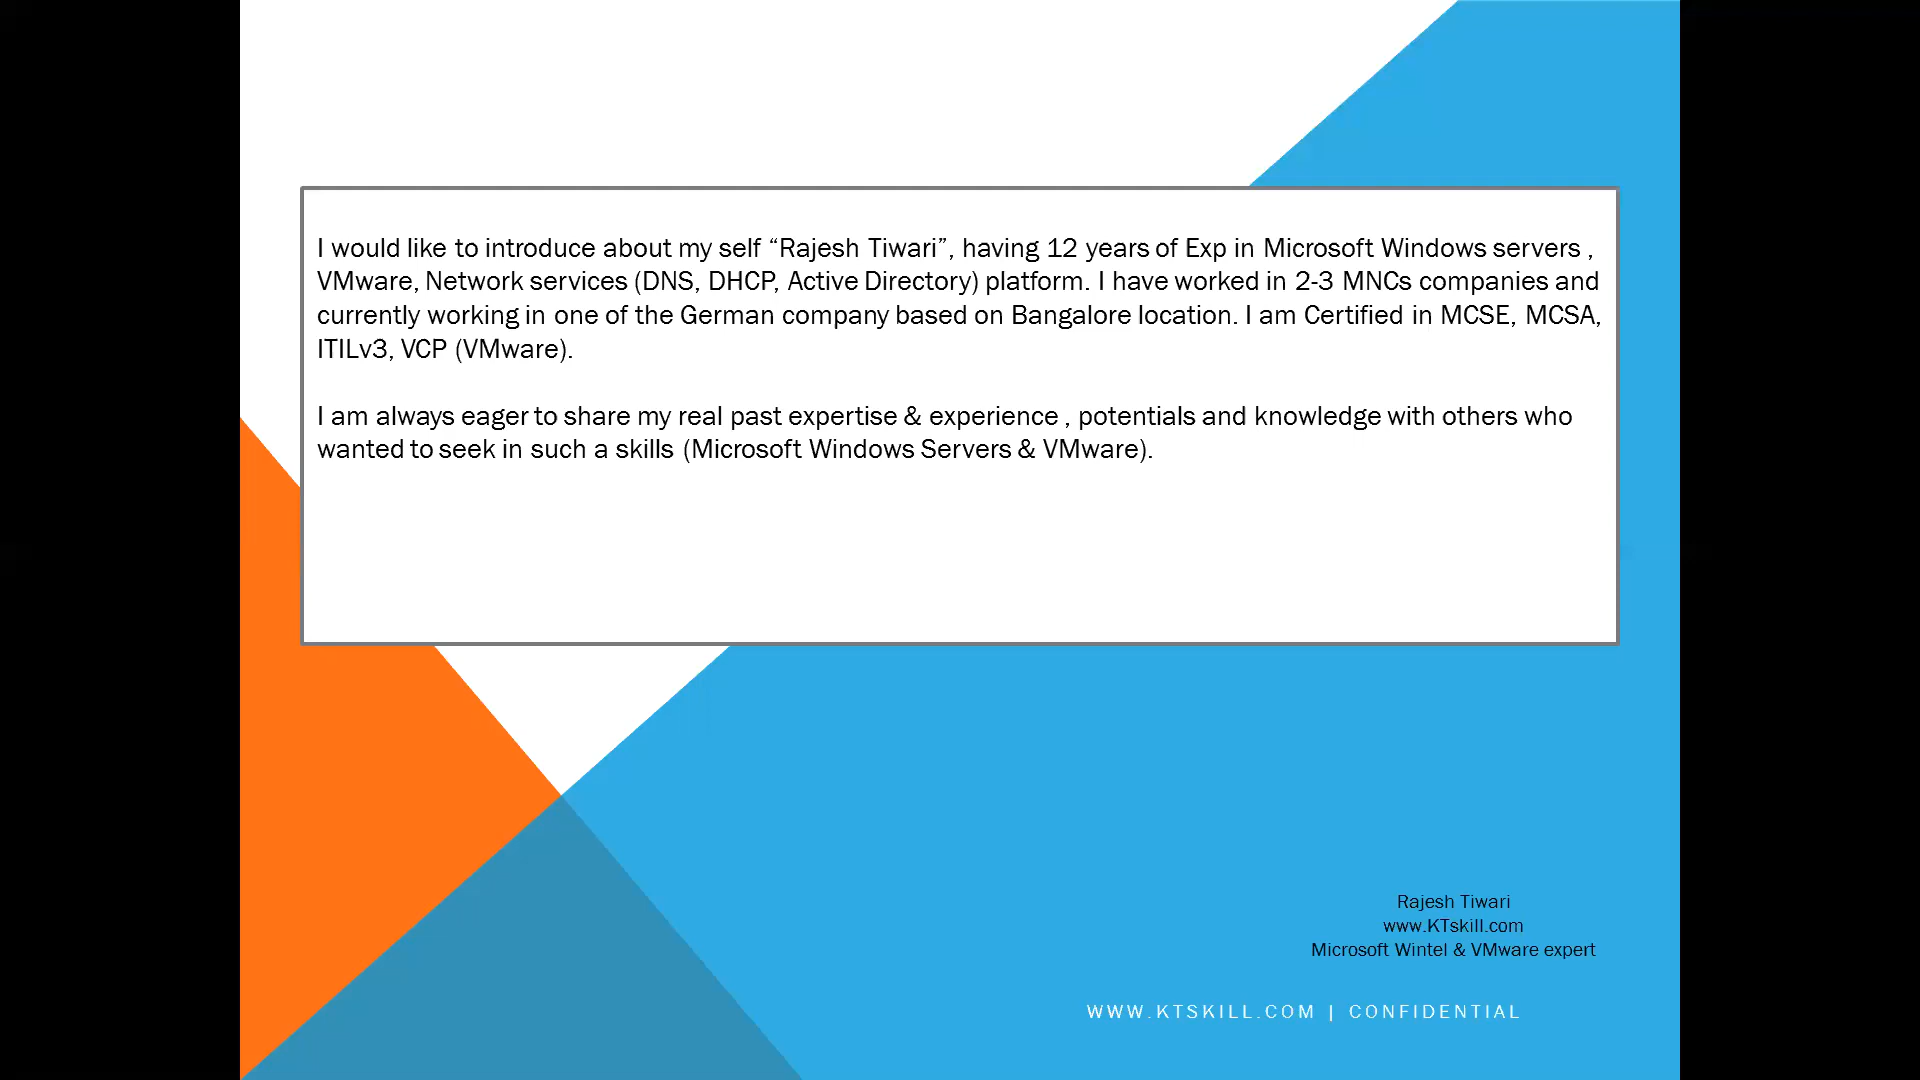 I would like to introduce about my self “Rajesh Tiwari”, having 12 years of Exp in Microsoft Windows servers ,
VMware, Network services (DNS, DHCP, Active Directory) platform. I have worked in 2-3 MNCs companies and
currently working in one of the German company based on Bangalore location. I am Certified in MCSE, MCSA,
ITILv3, VCP (VMware).
I am always eager to share my real past expertise & experience , potentials and knowledge with others who
wanted to seek in such a skills (Microsoft Windows Servers & VMware).
Rajesh Tiwari
www.KTskill.com
Microsoft Wintel & VMware expert
WWW.KTSKILL.COM | CONFIDENTIAL